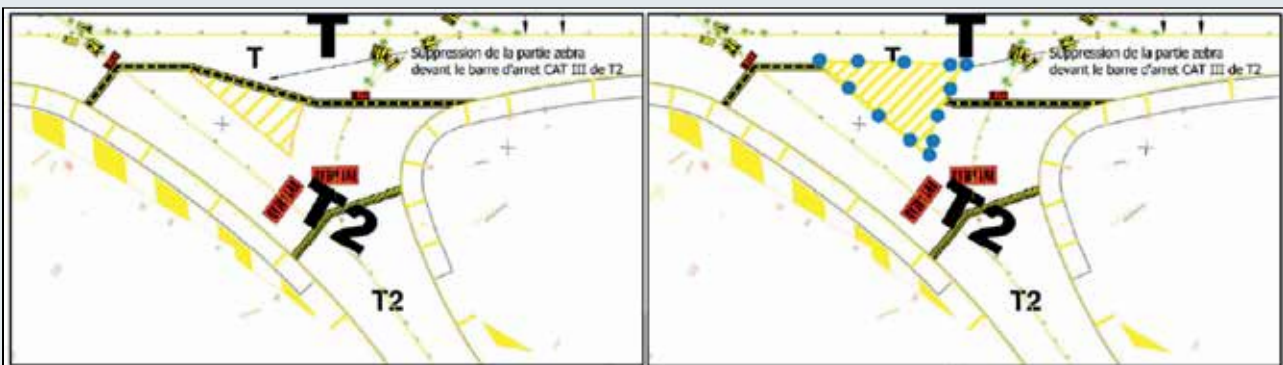 T
T
Suppression de la partie zebra
devant le barre d'arret CAT III de T2
T2
T2
T
T
Suppression de la partie zebra
devant le barre d'arret CAT III de T2
T2
T2